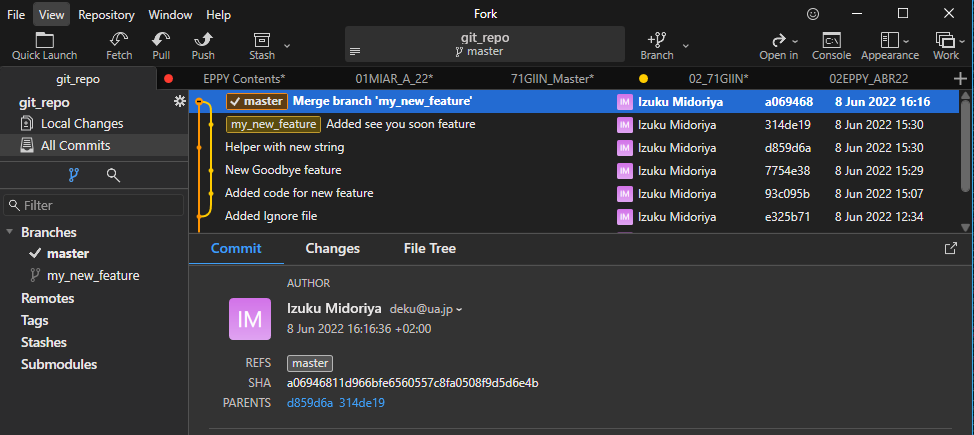 File View Repository Window Help Fork
Quick Launch Fetch Pull Push Stash git_repo master Branch Open in Console Appearance Work
git_repo EPPY Contents* 01MIAR_A_22* 71GIIN_Master* 02_71GIIN* 02EPPY_ABR22
git_repo
Local Changes
All Commits
Filter
Branches
master
my_new_feature
Remotes
Tags
Stashes
Submodules
master Merge branch 'my_new_feature' IM Izuku Midoriya a069468 8 Jun 2022 16:16
my_new_feature Added see you soon feature IM Izuku Midoriya 314de19 8 Jun 2022 15:30
Helper with new string IM Izuku Midoriya d859d6a 8 Jun 2022 15:30
New Goodbye feature IM Izuku Midoriya 7754e38 8 Jun 2022 15:29
Added code for new feature IM Izuku Midoriya 93c095b 8 Jun 2022 15:07
Added Ignore file IM Izuku Midoriya e325b71 8 Jun 2022 12:34
Commit Changes File Tree
AUTHOR
IM Izuku Midoriya deku@ua.jp
8 Jun 2022 16:16:36 +02:00
REFS master
SHA a06946811d966bfe6560557c8fa0508f9d5d6e4b
PARENTS d859d6a 314de19